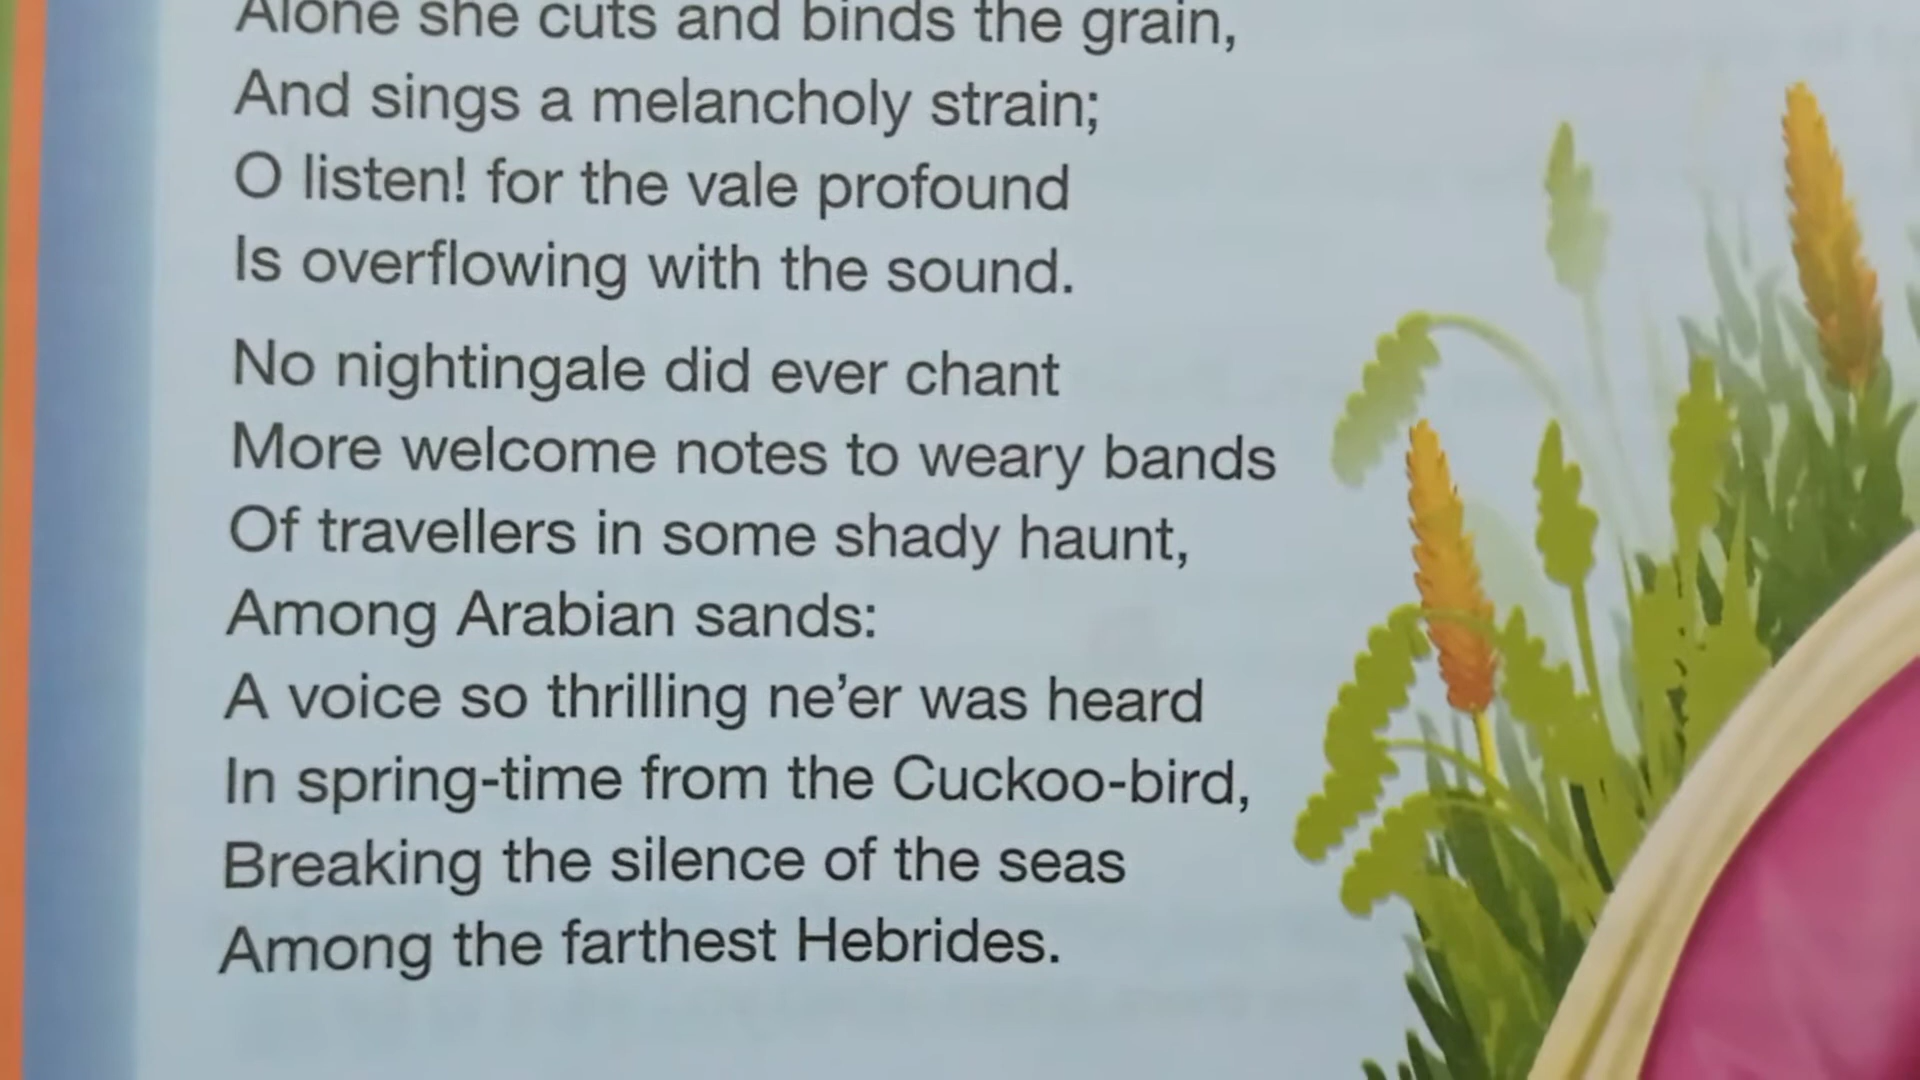 Alone she cuts and binds the grain,
And sings a melancholy strain;
O listen! for the vale profound
Is overflowing with the sound.
No nightingale did ever chant
More welcome notes to weary bands
Of travellers in some shady haunt,
Among Arabian sands:
A voice so thrilling ne’er was heard
In spring-time from the Cuckoo-bird,
Breaking the silence of the seas
Among the farthest Hebrides.